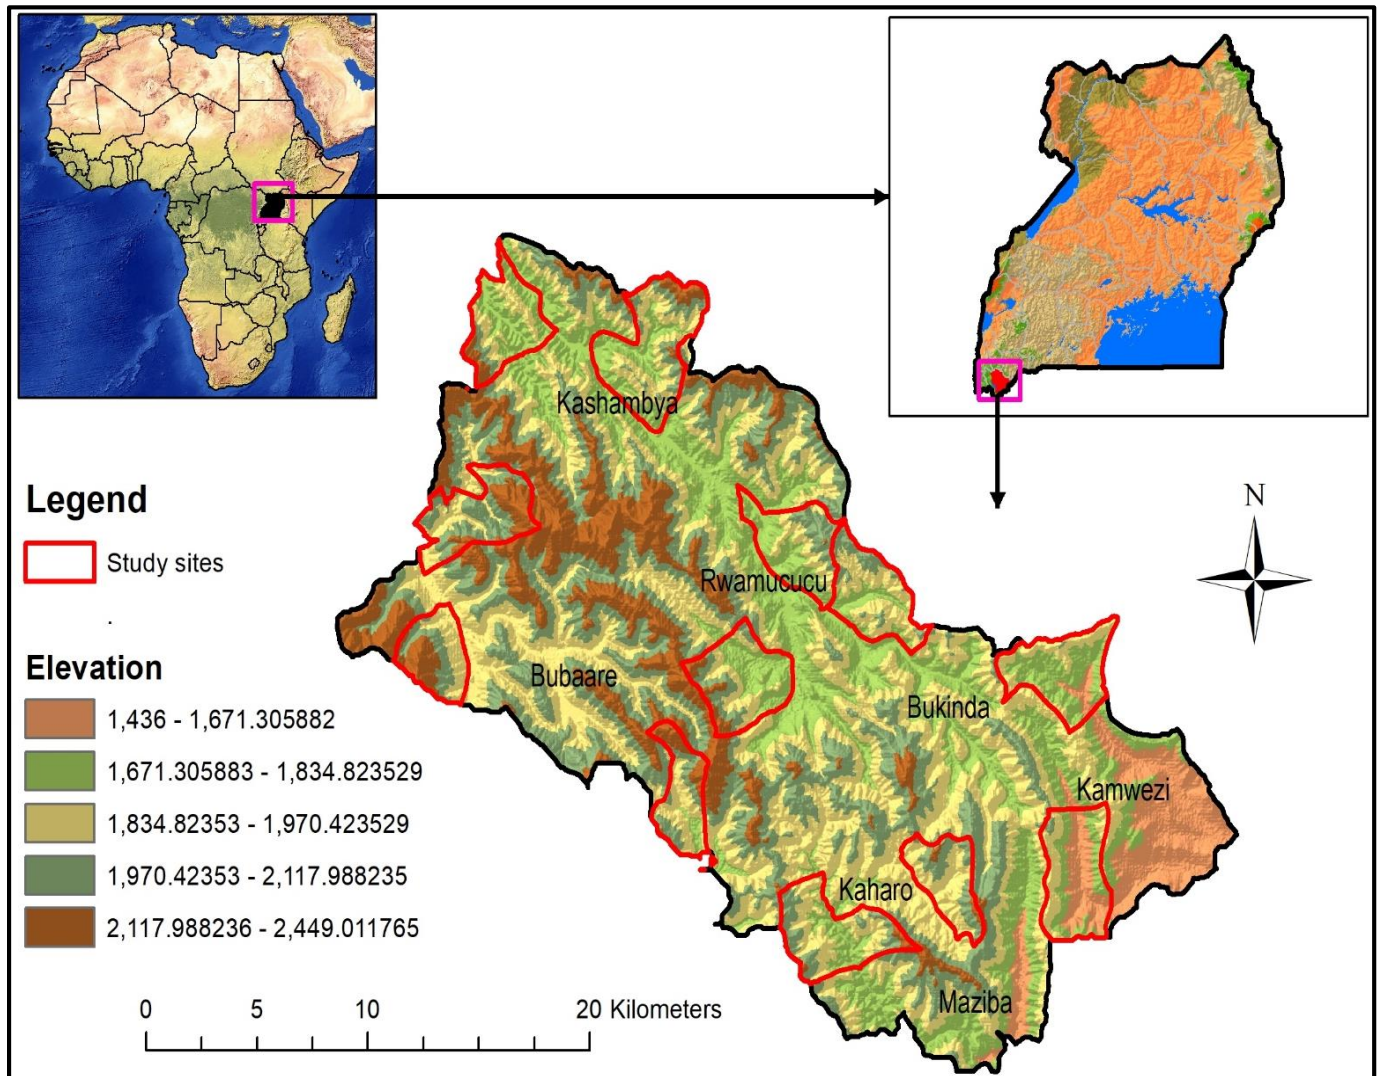 Kashambya
N
Legend
Study sites
.
Rwamucucu
Elevation
Bubaare
Bukinda
1,436 - 1,671.305882
1,671.305883 - 1,834.823529
1,834.82353 - 1,970.423529
1,970.42353 - 2,117.988235
2,117.988236 - 2,449.011765
Kamwezi
Kaharo
Maziba
0 5 10 20 Kilometers